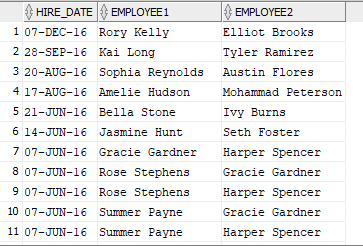 HIRE_DATE EMPLOYEE1 EMPLOYEE2
1 07-DEC-16 Rory Kelly Elliot Brooks
2 28-SEP-16 Kai Long Tyler Ramirez
3 20-AUG-16 Sophia Reynolds Austin Flores
4 17-AUG-16 Amelie Hudson Mohammad Peterson
5 21-JUN-16 Bella Stone Ivy Burns
6 14-JUN-16 Jasmine Hunt Seth Foster
7 07-JUN-16 Gracie Gardner Harper Spencer
8 07-JUN-16 Rose Stephens Gracie Gardner
9 07-JUN-16 Rose Stephens Harper Spencer
10 07-JUN-16 Summer Payne Gracie Gardner
11 07-JUN-16 Summer Payne Harper Spencer